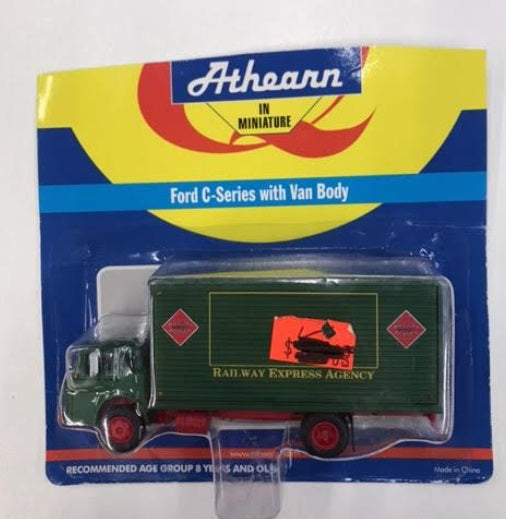 Athearn
IN
MINIATURE
Ford C-Series with Van Body
RAILWAY EXPRESS AGENCY
RECOMMENDED AGE GROUP 8 YEARS AND
Made in China